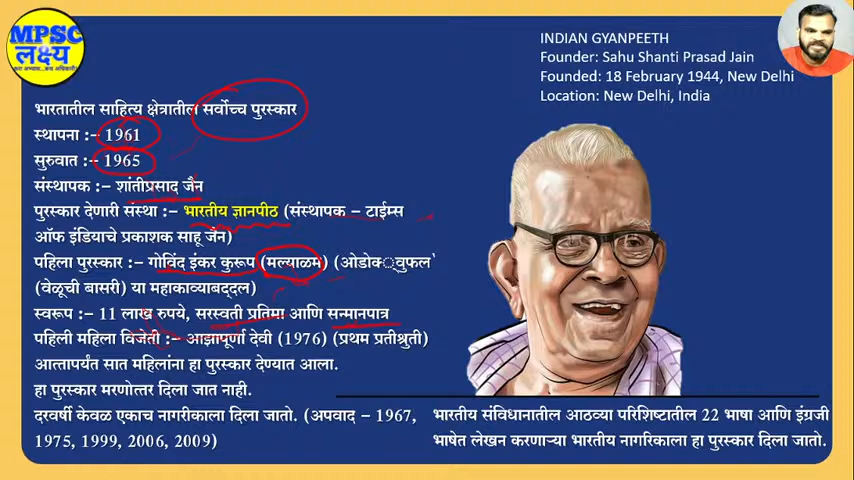 MPSC
लक्ष्य
INDIAN GYANPEETH
Founder: Sahu Shanti Prasad Jain
Founded: 18 February 1944, New Delhi
Location: New Delhi, India
भारतातील साहित्य क्षेत्रातील सर्वोच्च पुरस्कार
स्थापना :- 1961
सुरुवात :- 1965
संस्थापक :- शांतीप्रसाद जैन
पुरस्कार देणारी संस्था :- भारतीय ज्ञानपीठ (संस्थापक – टाईम्स
ऑफ इंडियाचे प्रकाशक साहू जैन)
पहिला पुरस्कार :- गोविंद इंकर कुरूप (मल्याळम) (ओडोक्ुवुफल'
(वेळूची बासरी) या महाकाव्याबद्दल)
स्वरूप :- 11 लाख रुपये, सरस्वती प्रतिमा आणि सन्मानपात्र
पहिली महिला विजेती :- आझापूर्णा देवी (1976) (प्रथम प्रतीश्रुती)
आत्तापर्यंत सात महिलांना हा पुरस्कार देण्यात आला.
हा पुरस्कार मरणोत्तर दिला जात नाही.
दरवर्षी केवळ एकाच नागरीकाला दिला जातो. (अपवाद – 1967,
1975, 1999, 2006, 2009)
भारतीय संविधानातील आठव्या परिशिष्टातील 22 भाषा आणि इंग्रजी
भाषेत लेखन करणाऱ्या भारतीय नागरिकाला हा पुरस्कार दिला जातो.